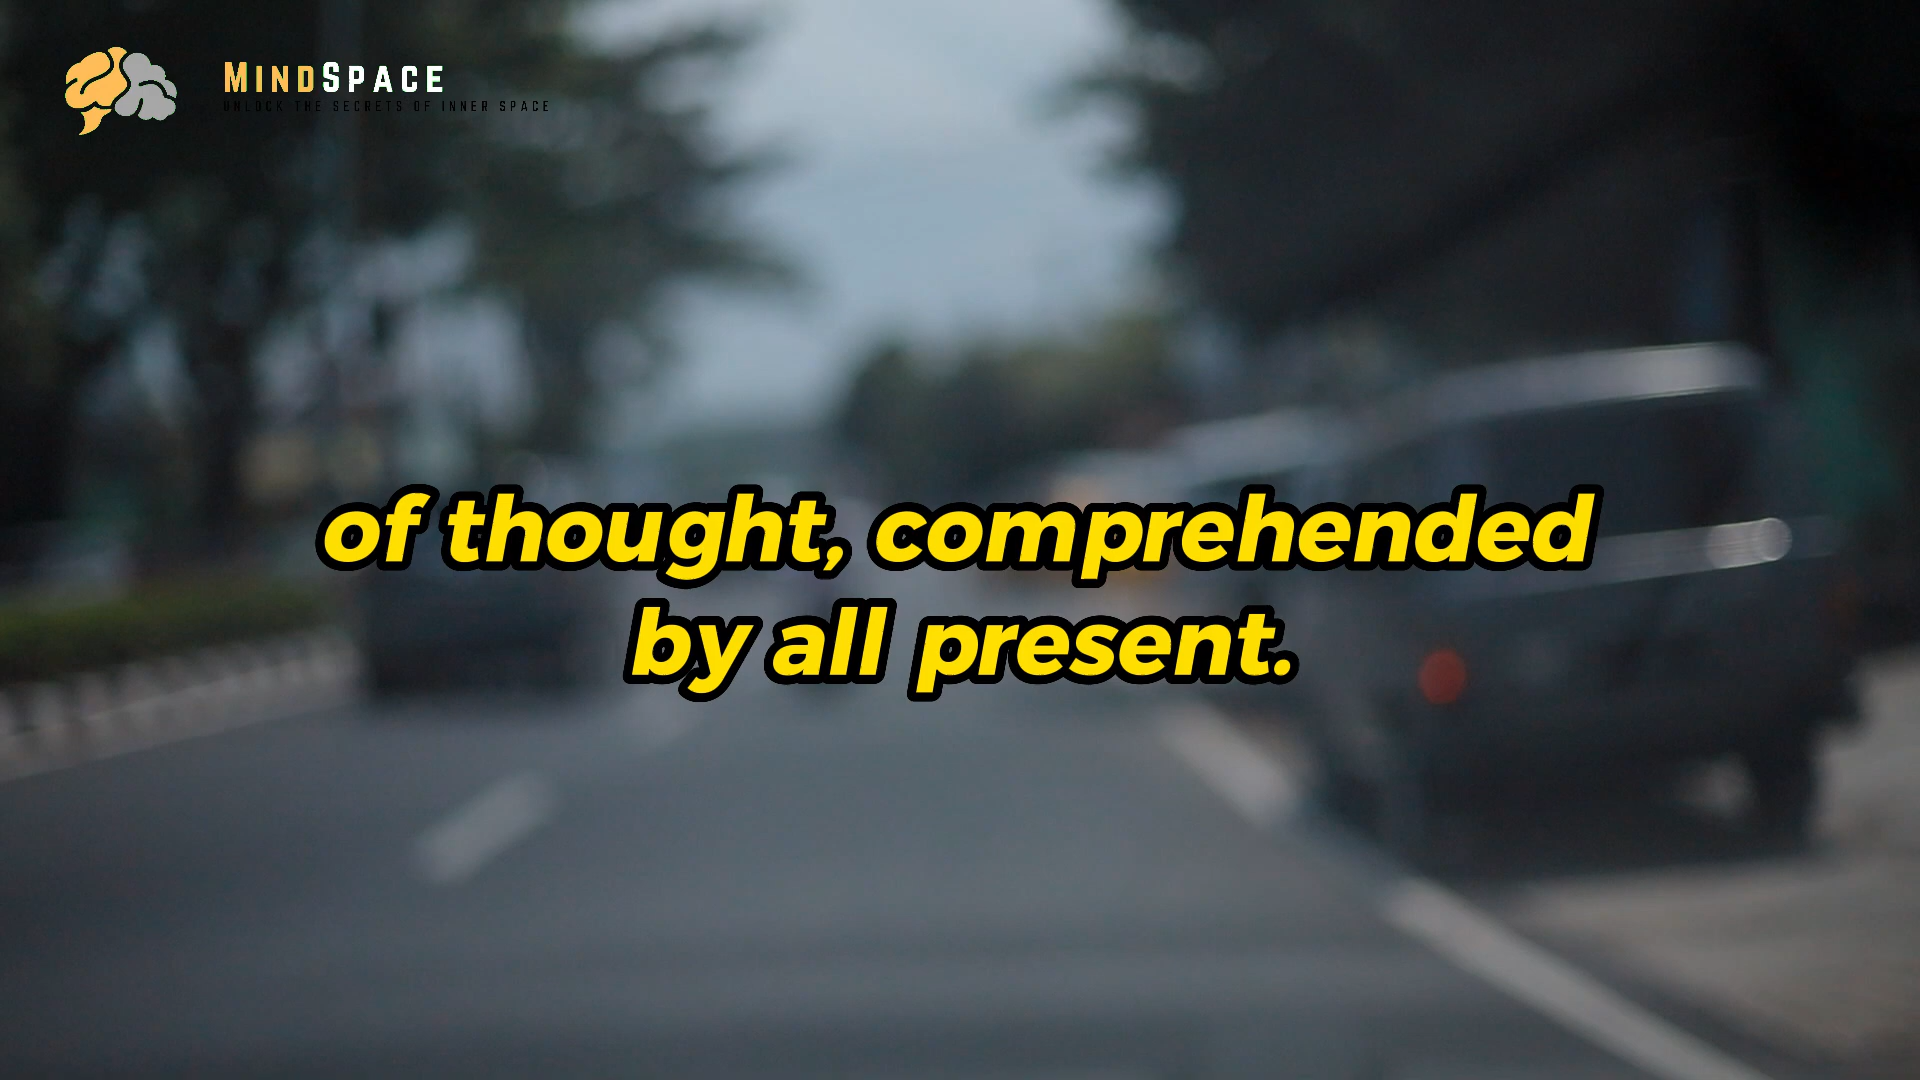 MINDSPACE
UNLOCK THE SECRETS OF INNER SPACE
of thought, comprehended
by all present.